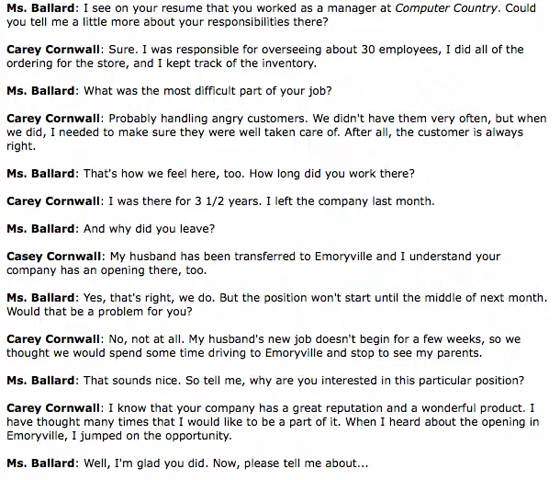 Ms. Ballard: I see on your resume that you worked as a manager at Computer Country. Could
you tell me a little more about your responsibilities there?
Carey Cornwall: Sure. I was responsible for overseeing about 30 employees, I did all of the
ordering for the store, and I kept track of the inventory.
Ms. Ballard: What was the most difficult part of your job?
Carey Cornwall: Probably handling angry customers. We didn't have them very often, but when
we did, I needed to make sure they were well taken care of. After all, the customer is always
right.
Ms. Ballard: That's how we feel here, too. How long did you work there?
Carey Cornwall: I was there for 3 1/2 years. I left the company last month.
Ms. Ballard: And why did you leave?
Casey Cornwall: My husband has been transferred to Emoryville and I understand your
company has an opening there, too.
Ms. Ballard: Yes, that's right, we do. But the position won't start until the middle of next month.
Would that be a problem for you?
Carey Cornwall: No, not at all. My husband's new job doesn't begin for a few weeks, so we
thought we would spend some time driving to Emoryville and stop to see my parents.
Ms. Ballard: That sounds nice. So tell me, why are you interested in this particular position?
Carey Cornwall: I know that your company has a great reputation and a wonderful product. I
have thought many times that I would like to be a part of it. When I heard about the opening in
Emoryville, I jumped on the opportunity.
Ms. Ballard: Well, I'm glad you did. Now, please tell me about...